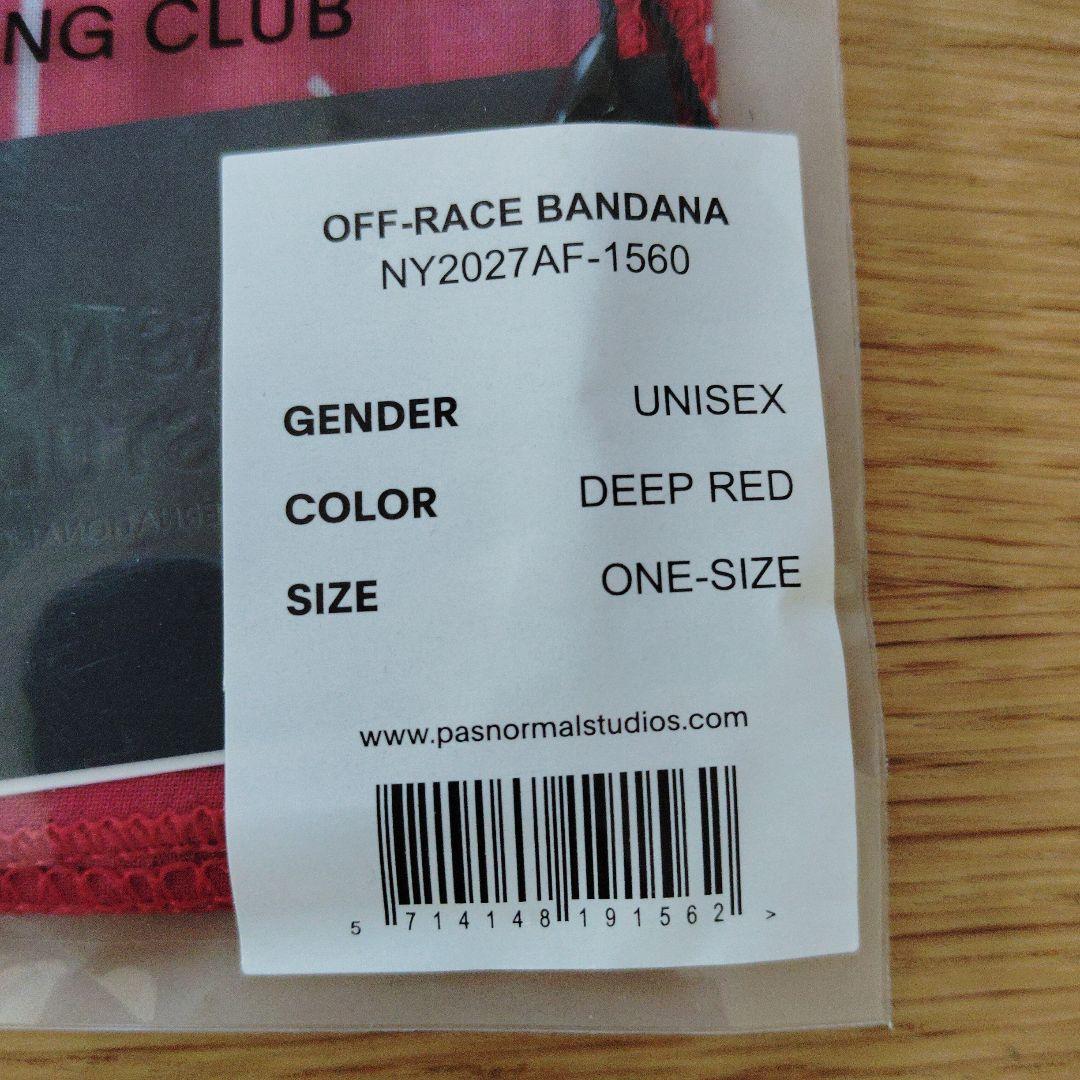 NG CLUB
OFF-RACE BANDANA
NY2027AF-1560
GENDER UNISEX
COLOR DEEP RED
SIZE ONE-SIZE
www.pasnormalstudios.com
5 714148 191562 >